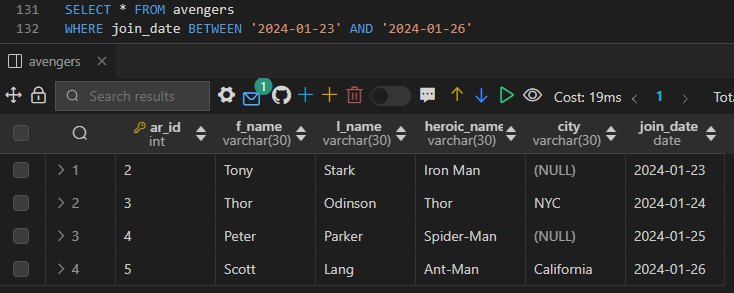 131 SELECT * FROM avengers
132 WHERE join_date BETWEEN '2024-01-23' AND '2024-01-26'
avengers
Search results 1 Cost: 19ms 1 Tota
ar_id f_name l_name heroic_name city join_date
int varchar(30) varchar(30) varchar(30) varchar(30) date
1 2 Tony Stark Iron Man (NULL) 2024-01-23
2 3 Thor Odinson Thor NYC 2024-01-24
3 4 Peter Parker Spider-Man (NULL) 2024-01-25
4 5 Scott Lang Ant-Man California 2024-01-26